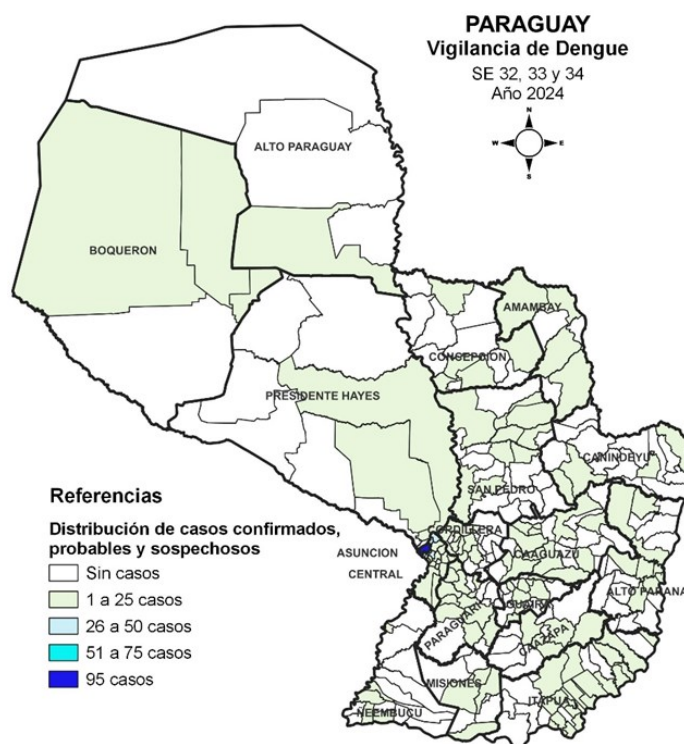 PARAGUAY
Vigilancia de Dengue
SE 32, 33 y 34
Año 2024
N
W E
S
ALTO PARAGUAY
BOQUERON
AMAMBAY
CONCEPCION
PRESIDENTE HAYES
CANINDEYU
SAN PEDRO
CORDILLERA
ASUNCION
CAAGUAZU
CENTRAL
ALTO PARANA
GUAIRA
PARAGUARI
CAAZAPA
MISIONES
ITAPUA
ÑEEMBUCU
Referencias
Distribución de casos confirmados,
probables y sospechosos
Sin casos
1 a 25 casos
26 a 50 casos
51 a 75 casos
95 casos